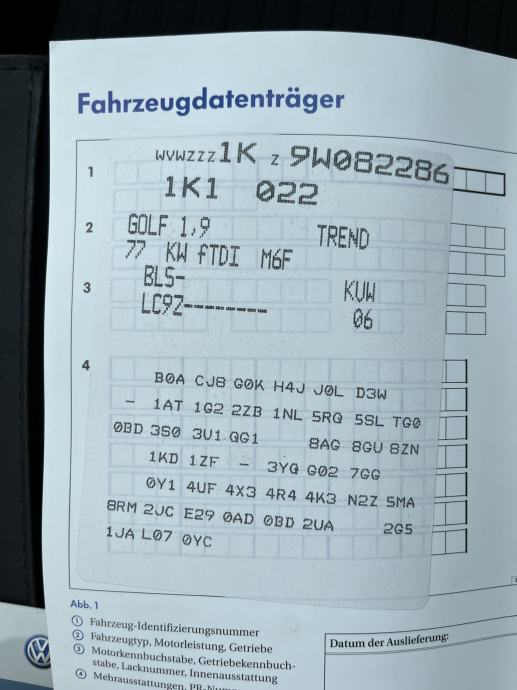 Fahrzeugdatenträger
1 WVWZZZ1K Z 9W082286
1K1 022
2 GOLF 1,9 TREND
77 KW fTDI M6F
3 BLS- KUW
LC9Z--------- 06
4
B0A CJ8 G0K H4J J0L D3W
- 1AT 1G2 2ZB 1NL 5RQ 5SL TG0
0BD 3S0 3U1 QG1 8AG 8GU 8ZN
1KD 1ZF - 3YQ G02 7GG
0Y1 4UF 4X3 4R4 4K3 N2Z 5MA
8RM 2JC E29 0AD 0BD 2UA 2G5
1JA L07 0YC
Abb. 1
① Fahrzeug-Identifizierungsnummer
② Fahrzeugtyp, Motorleistung, Getriebe
③ Motorkennbuchstabe, Getriebekennbuch-
stabe, Lacknummer, Innenausstattung
④ Mehrausstattungen,
Datum der Auslieferung: